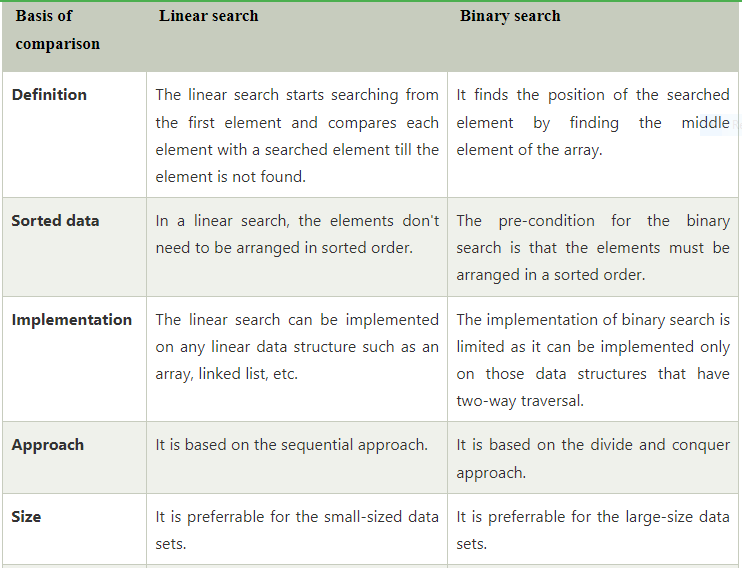 Basis of comparison
Linear search
Binary search
Definition
The linear search starts searching from
the first element and compares each
element with a searched element till the
element is not found.
It finds the position of the searched
element by finding the middle
element of the array.
Sorted data
In a linear search, the elements don't
need to be arranged in sorted order.
The pre-condition for the binary
search is that the elements must be
arranged in a sorted order.
Implementation
The linear search can be implemented
on any linear data structure such as an
array, linked list, etc.
The implementation of binary search is
limited as it can be implemented only
on those data structures that have
two-way traversal.
Approach
It is based on the sequential approach.
It is based on the divide and conquer
approach.
Size
It is preferrable for the small-sized data
sets.
It is preferrable for the large-size data
sets.